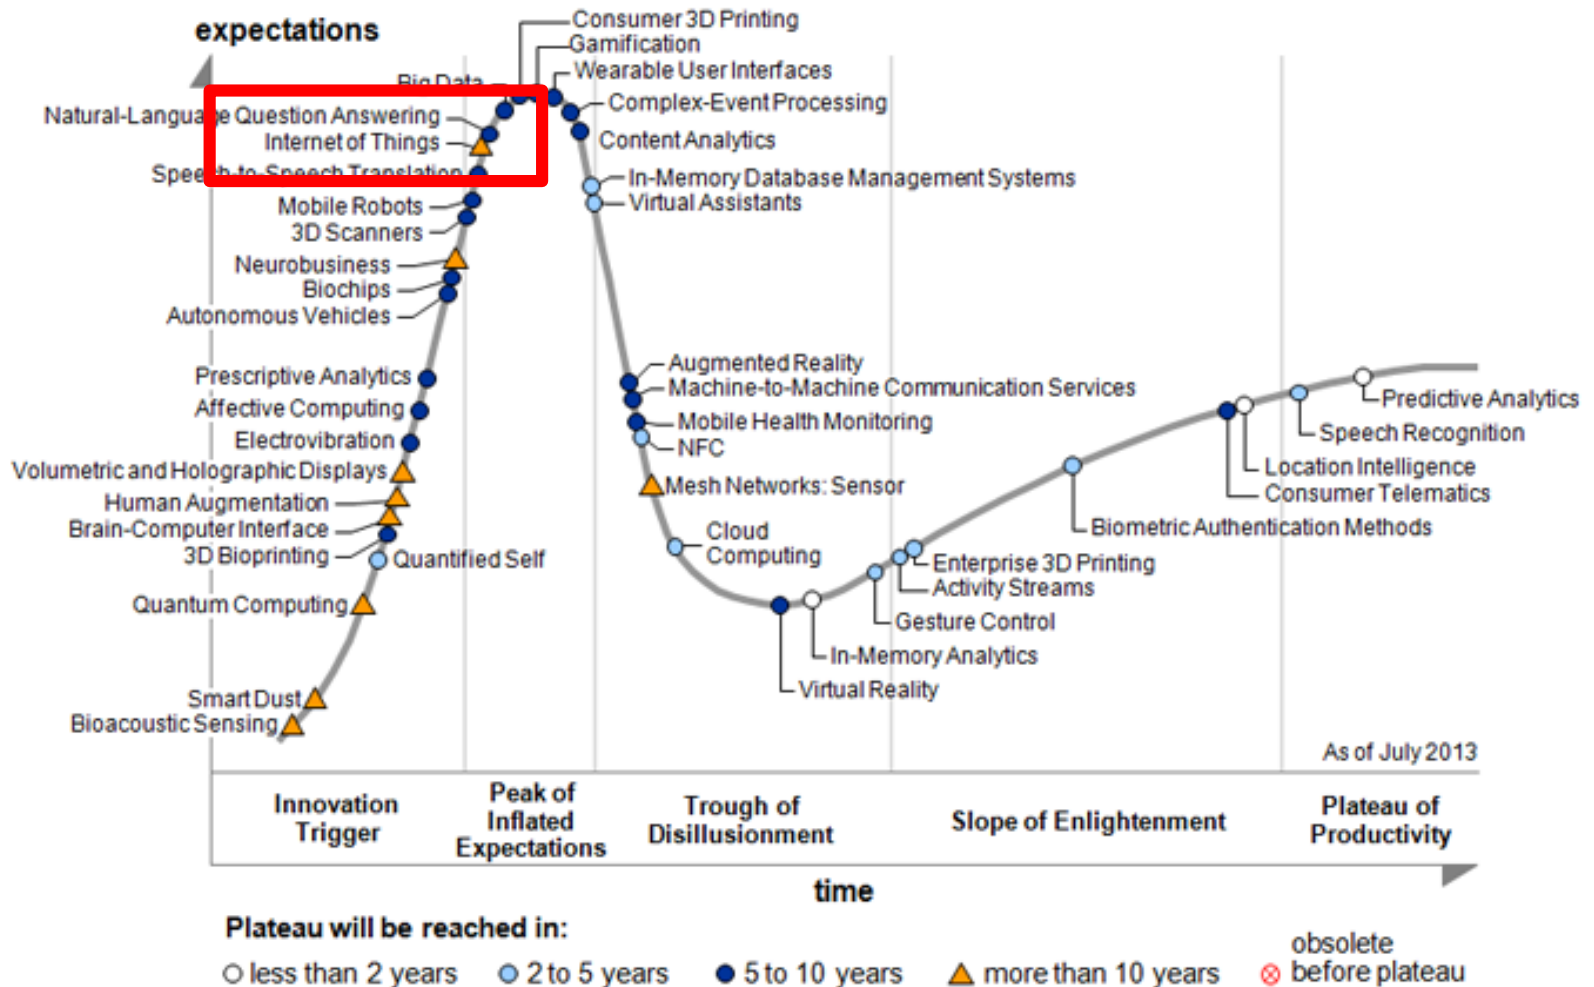 expectations
Consumer 3D Printing
Gamification
Wearable User Interfaces
Big Data
Complex-Event Processing
Natural-Language Question Answering
Content Analytics
Internet of Things
Speech-to-Speech Translation
In-Memory Database Management Systems
Virtual Assistants
Mobile Robots
3D Scanners
Neurobusiness
Biochips
Autonomous Vehicles
Augmented Reality
Prescriptive Analytics
Machine-to-Machine Communication Services
Affective Computing
Mobile Health Monitoring
Electrovibration
NFC
Volumetric and Holographic Displays
Mesh Networks: Sensor
Human Augmentation
Brain-Computer Interface
3D Bioprinting
Quantified Self
Cloud
Computing
Quantum Computing
Smart Dust
Bioacoustic Sensing
Predictive Analytics
Speech Recognition
Location Intelligence
Consumer Telematics
Biometric Authentication Methods
Enterprise 3D Printing
Activity Streams
Gesture Control
In-Memory Analytics
Virtual Reality
As of July 2013
Innovation
Trigger
Peak of
Inflated
Expectations
Trough of
Disillusionment
Slope of Enlightenment
Plateau of
Productivity
time
Plateau will be reached in:
less than 2 years
2 to 5 years
5 to 10 years
more than 10 years
obsolete
before plateau